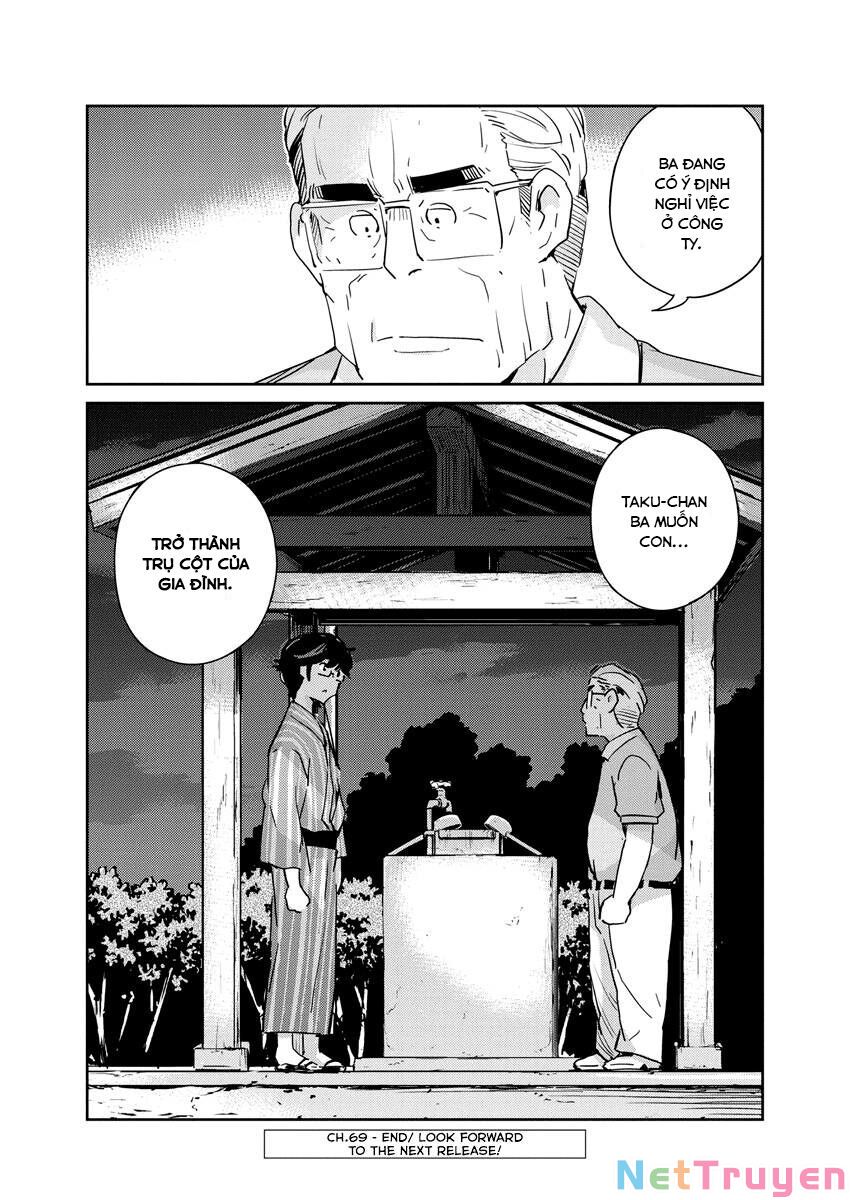 BA ĐANG
CÓ Ý ĐỊNH
NGHỈ VIỆC
Ở CÔNG
TY.
TAKU-CHAN
BA MUỐN
CON...
TRỞ THÀNH
TRỤ CỘT CỦA
GIA ĐÌNH.
CH.69 - END/ LOOK FORWARD
TO THE NEXT RELEASE!
NetTruyen